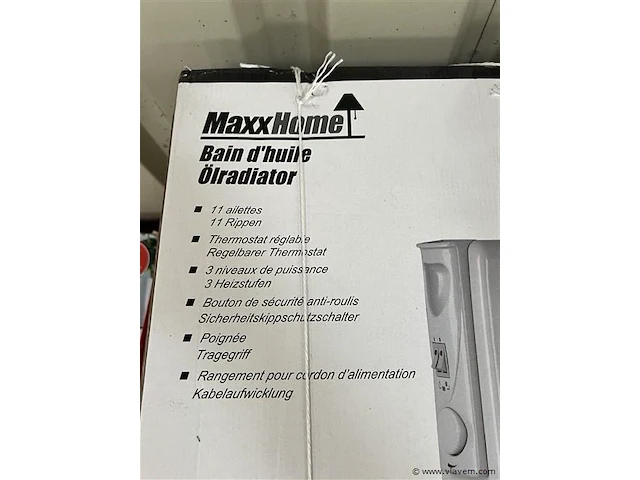 MaxxHome
Bain d'huile
Ölradiator
11 ailettes
11 Rippen
Thermostat réglable
Regelbarer Thermostat
3 niveaux de puissance
3 Heizstufen
Bouton de sécurité anti-roulis
Sicherheitskippschutzschalter
Poignée
Tragegriff
Rangement pour cordon d'alimentation
Kabelaufwicklung
© www.vlavem.com